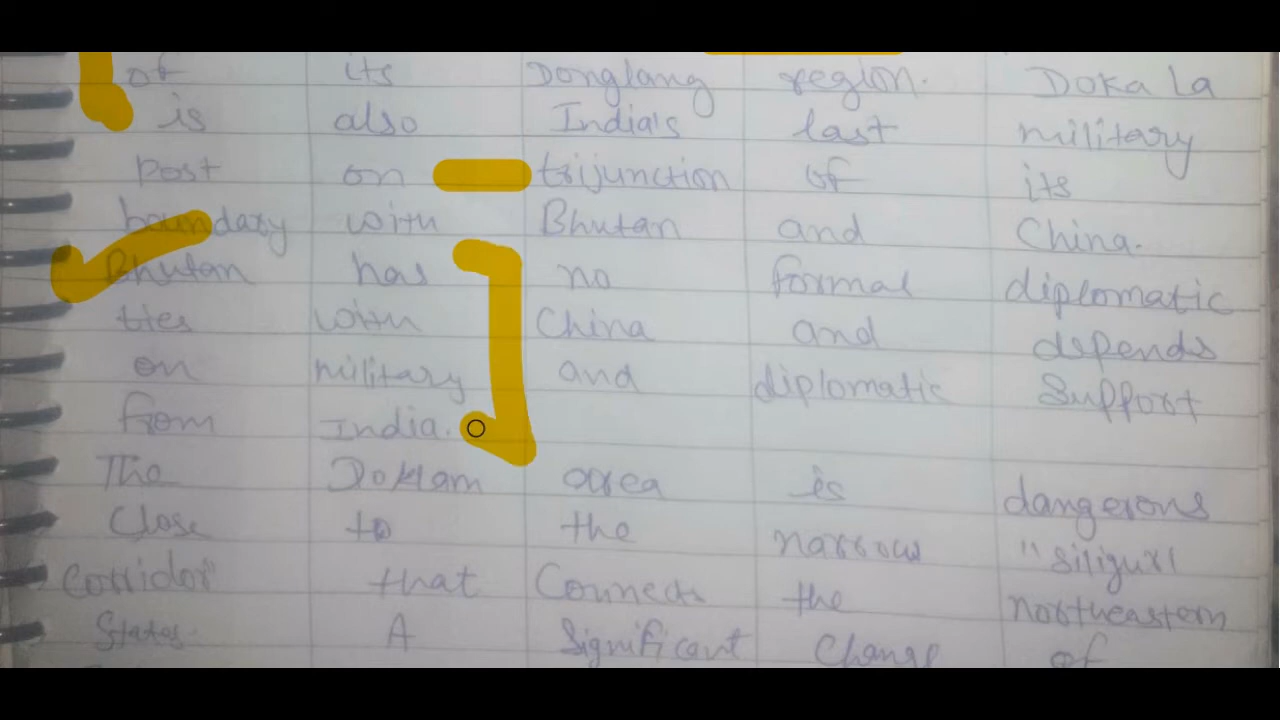 of its Donglang region. Doka La
is also India's last military
post on trijunction of its
boundary with Bhutan and China.
Bhutan has no formal diplomatic
ties with China and depends
on military and diplomatic Support
from India.
The Doklam area is dangerous
Close to the narrow "siliguri
Corridor" that Connects the northeastern
States. A Significant Change of